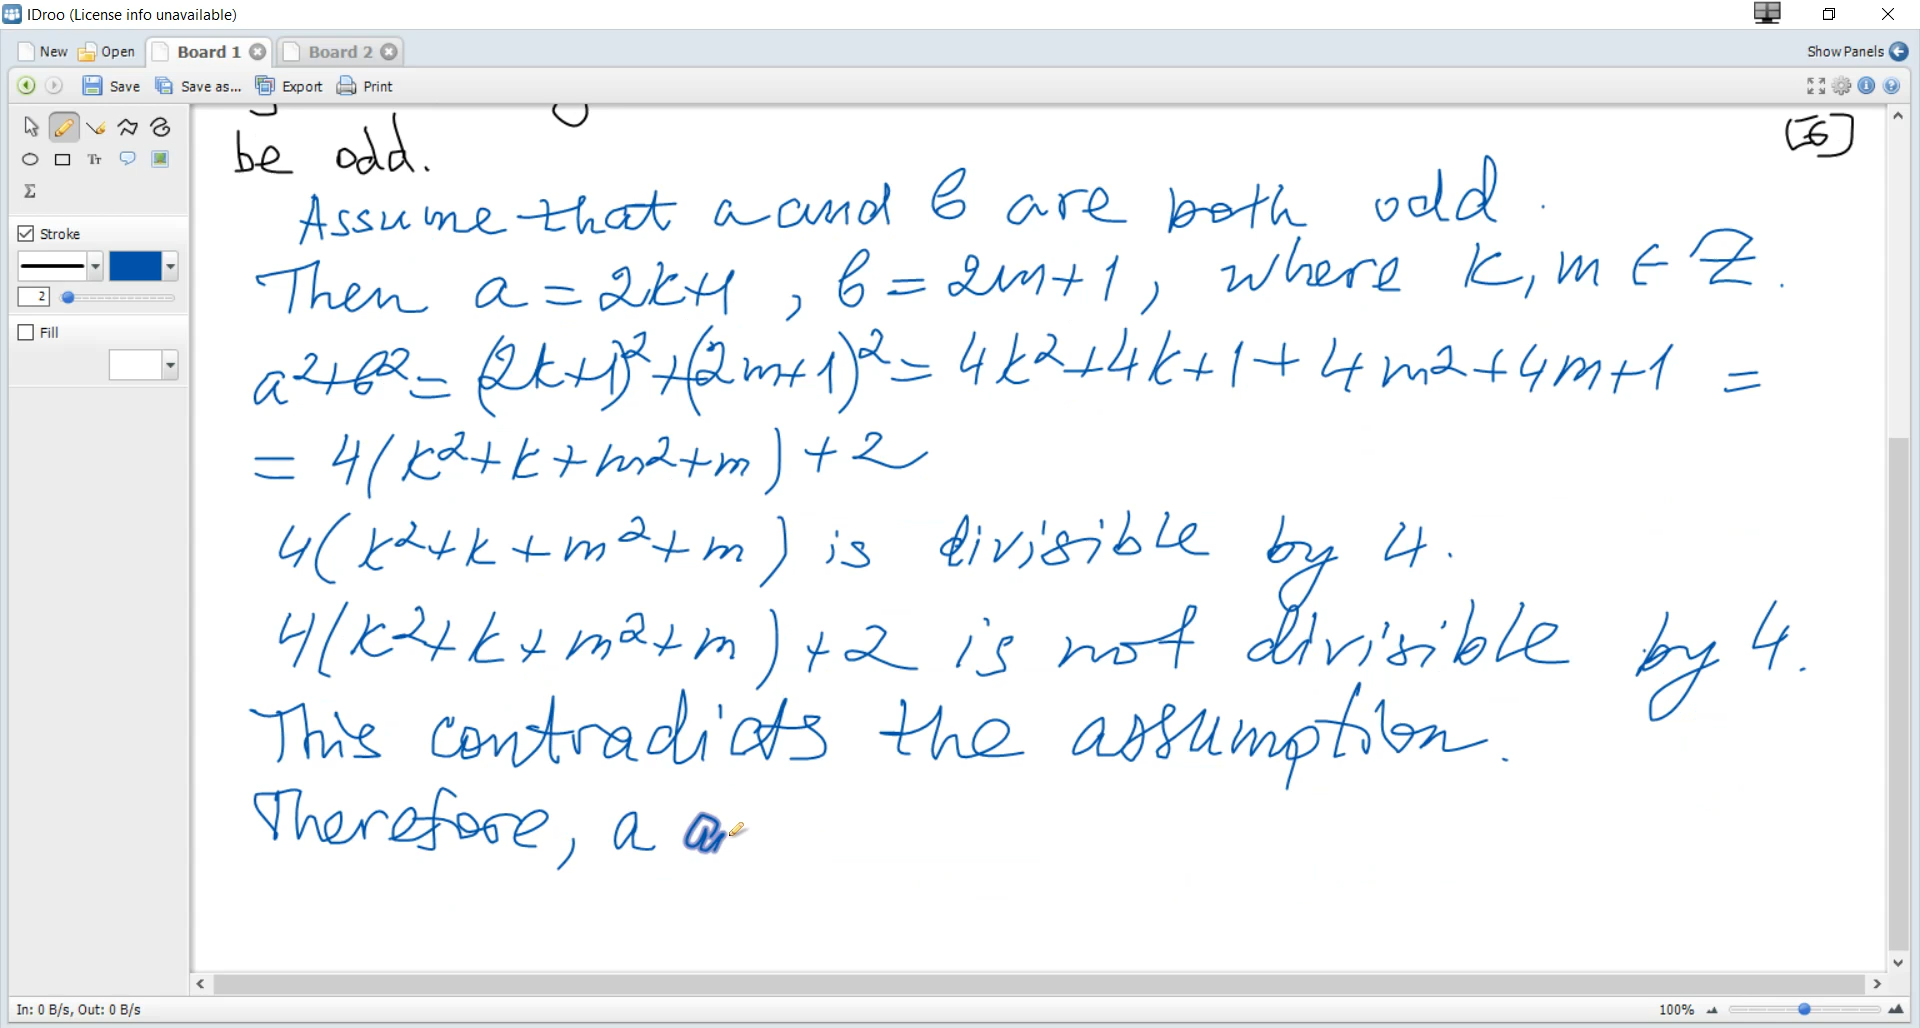 IDroo (License info unavailable)
New Open Board 1 Board 2 Show Panels
Save Save as... Export Print
be odd. [6]
Assume that a and b are both odd.
Then a = 2k+1, b = 2m+1, where k, m ∈ Z.
a²+b² = (2k+1)²+(2m+1)² = 4k²+4k+1+4m²+4m+1 =
= 4(k²+k+m²+m)+2
4(k²+k+m²+m) is divisible by 4.
4(k²+k+m²+m)+2 is not divisible by 4.
This contradicts the assumption.
Therefore, a
Tт
Σ
Stroke
2
Fill
In: 0 B/s, Out: 0 B/s 100%